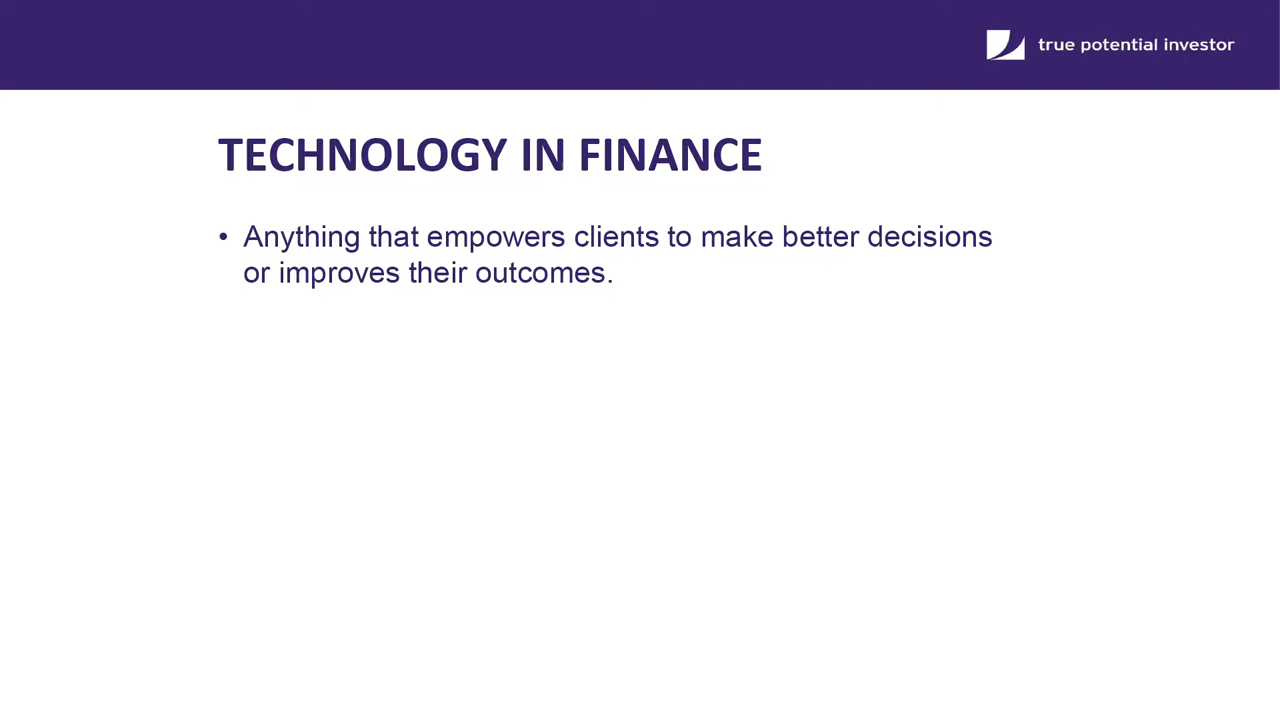 true potential investor
TECHNOLOGY IN FINANCE
• Anything that empowers clients to make better decisions
or improves their outcomes.